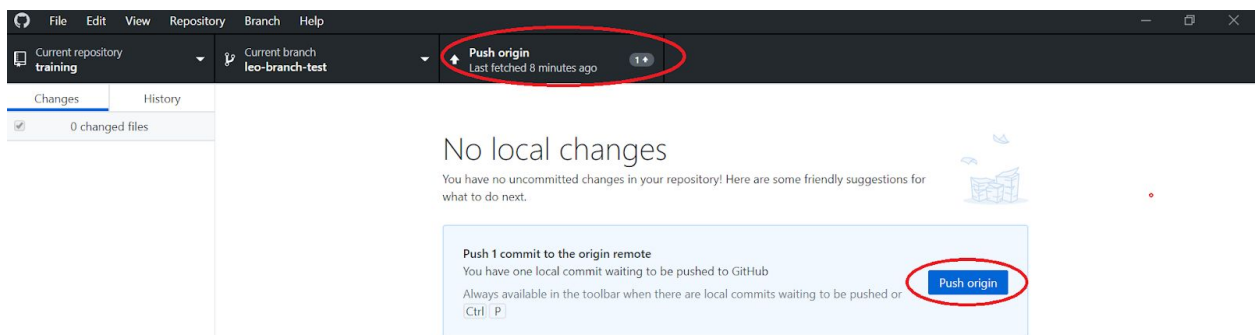 File Edit View Repository Branch Help
Current repository
training
Current branch
leo-branch-test
Push origin
Last fetched 8 minutes ago
1
Changes History
0 changed files
No local changes
You have no uncommitted changes in your repository! Here are some friendly suggestions for
what to do next.
Push 1 commit to the origin remote
You have one local commit waiting to be pushed to GitHub
Always available in the toolbar when there are local commits waiting to be pushed or
Ctrl P
Push origin